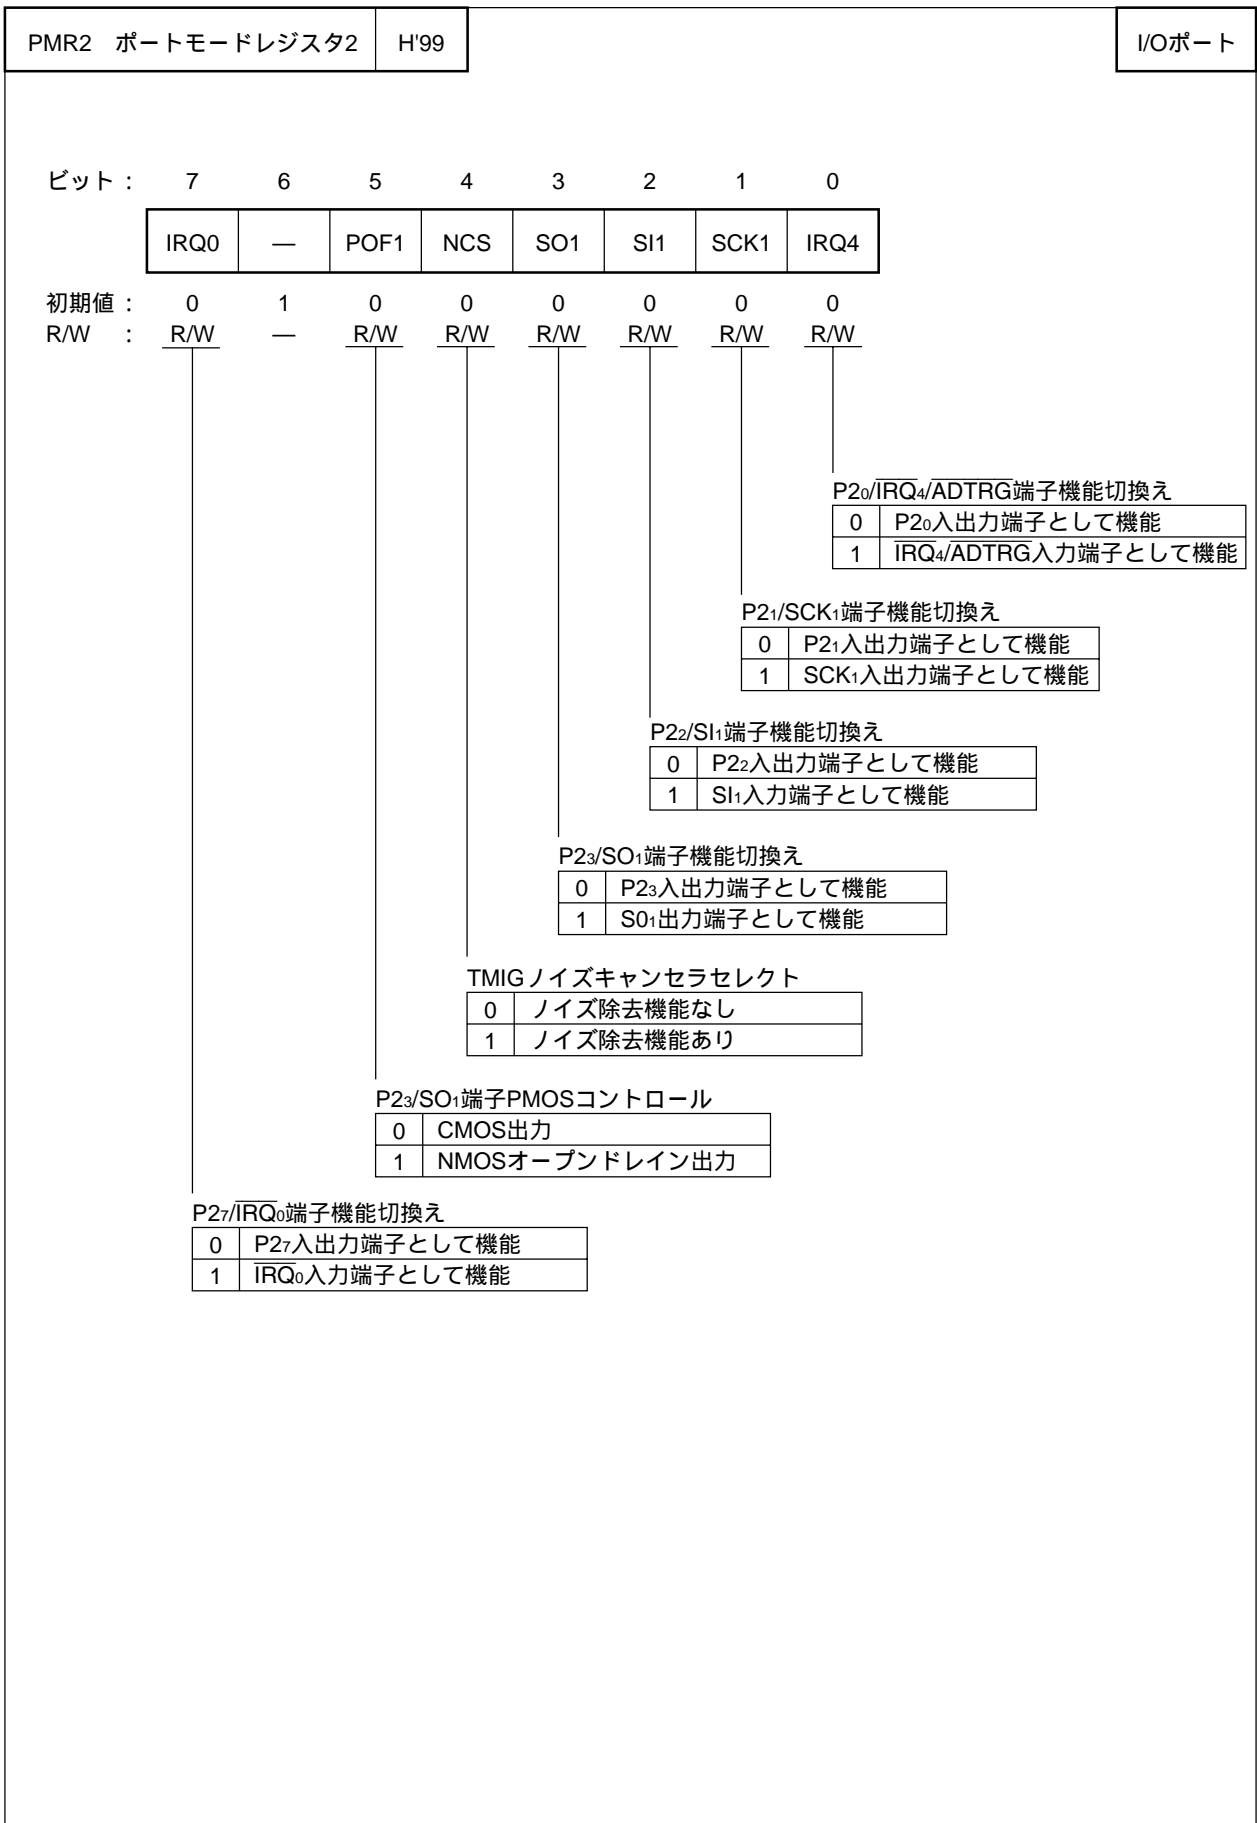 PMR2　ポートモードレジスタ2 H'99 I/Oポート
ビット： 7 6 5 4 3 2 1 0
IRQ0 — POF1 NCS SO1 SI1 SCK1 IRQ4
初期値： 0 1 0 0 0 0 0 0
R/W ： R/W — R/W R/W R/W R/W R/W R/W
P20/IRQ4/ADTRG端子機能切換え
0 P20入出力端子として機能
1 IRQ4/ADTRG入力端子として機能
P21/SCK1端子機能切換え
0 P21入出力端子として機能
1 SCK1入出力端子として機能
P22/SI1端子機能切換え
0 P22入出力端子として機能
1 SI1入力端子として機能
P23/SO1端子機能切換え
0 P23入出力端子として機能
1 S01出力端子として機能
TMIGノイズキャンセラセレクト
0 ノイズ除去機能なし
1 ノイズ除去機能あり
P23/SO1端子PMOSコントロール
0 CMOS出力
1 NMOSオープンドレイン出力
P27/IRQ0端子機能切換え
0 P27入出力端子として機能
1 IRQ0入力端子として機能